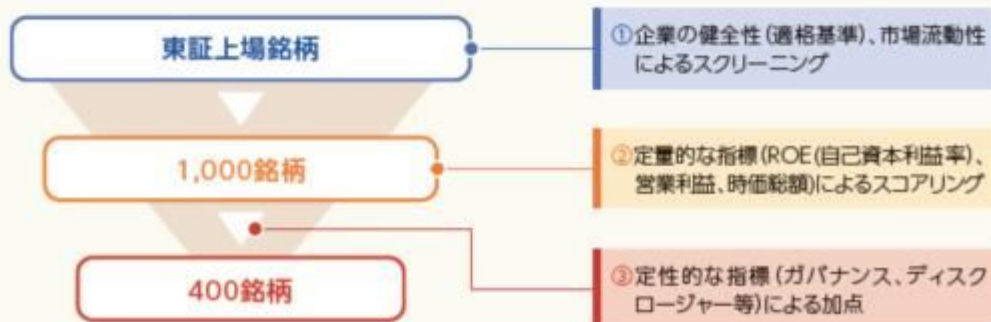 東証上場銘柄
①企業の健全性(適格基準)、市場流動性
によるスクリーニング
1,000銘柄
②定量的な指標(ROE(自己資本利益率)、
営業利益、時価総額)によるスコアリング
400銘柄
③定性的な指標(ガバナンス、ディスク
ロージャー等)による加点